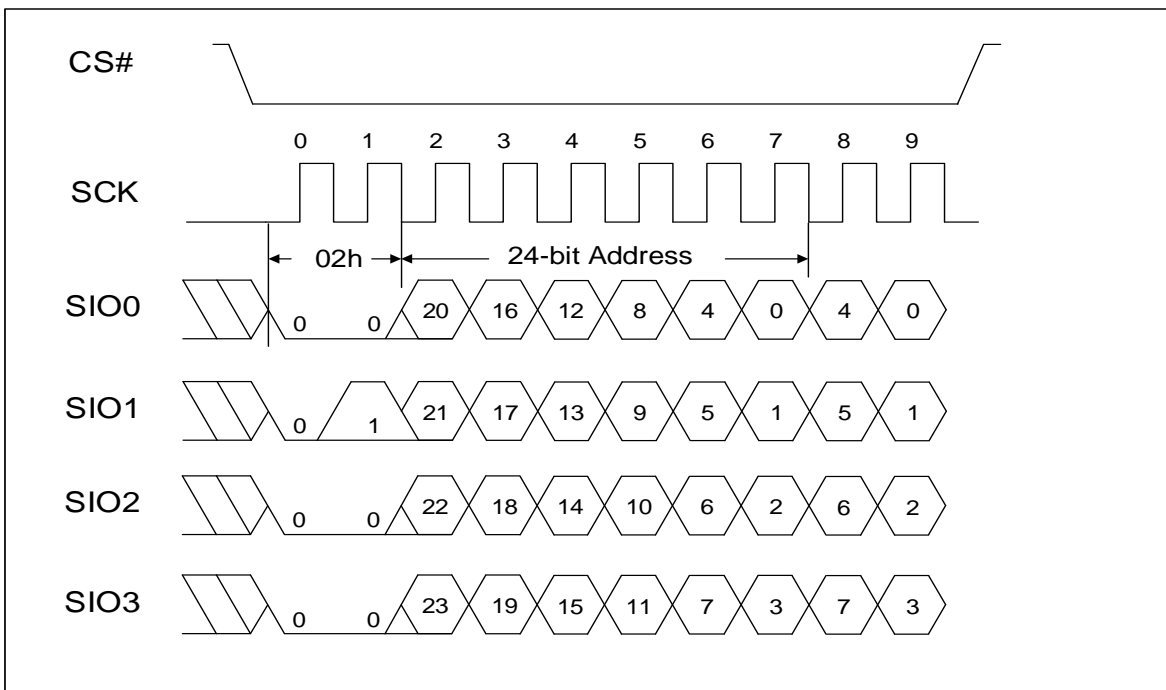 CS#
0 1 2 3 4 5 6 7 8 9
SCK
02h 24-bit Address
SIO0 0 0 20 16 12 8 4 0 4 0
SIO1 0 1 21 17 13 9 5 1 5 1
SIO2 0 0 22 18 14 10 6 2 6 2
SIO3 0 0 23 19 15 11 7 3 7 3